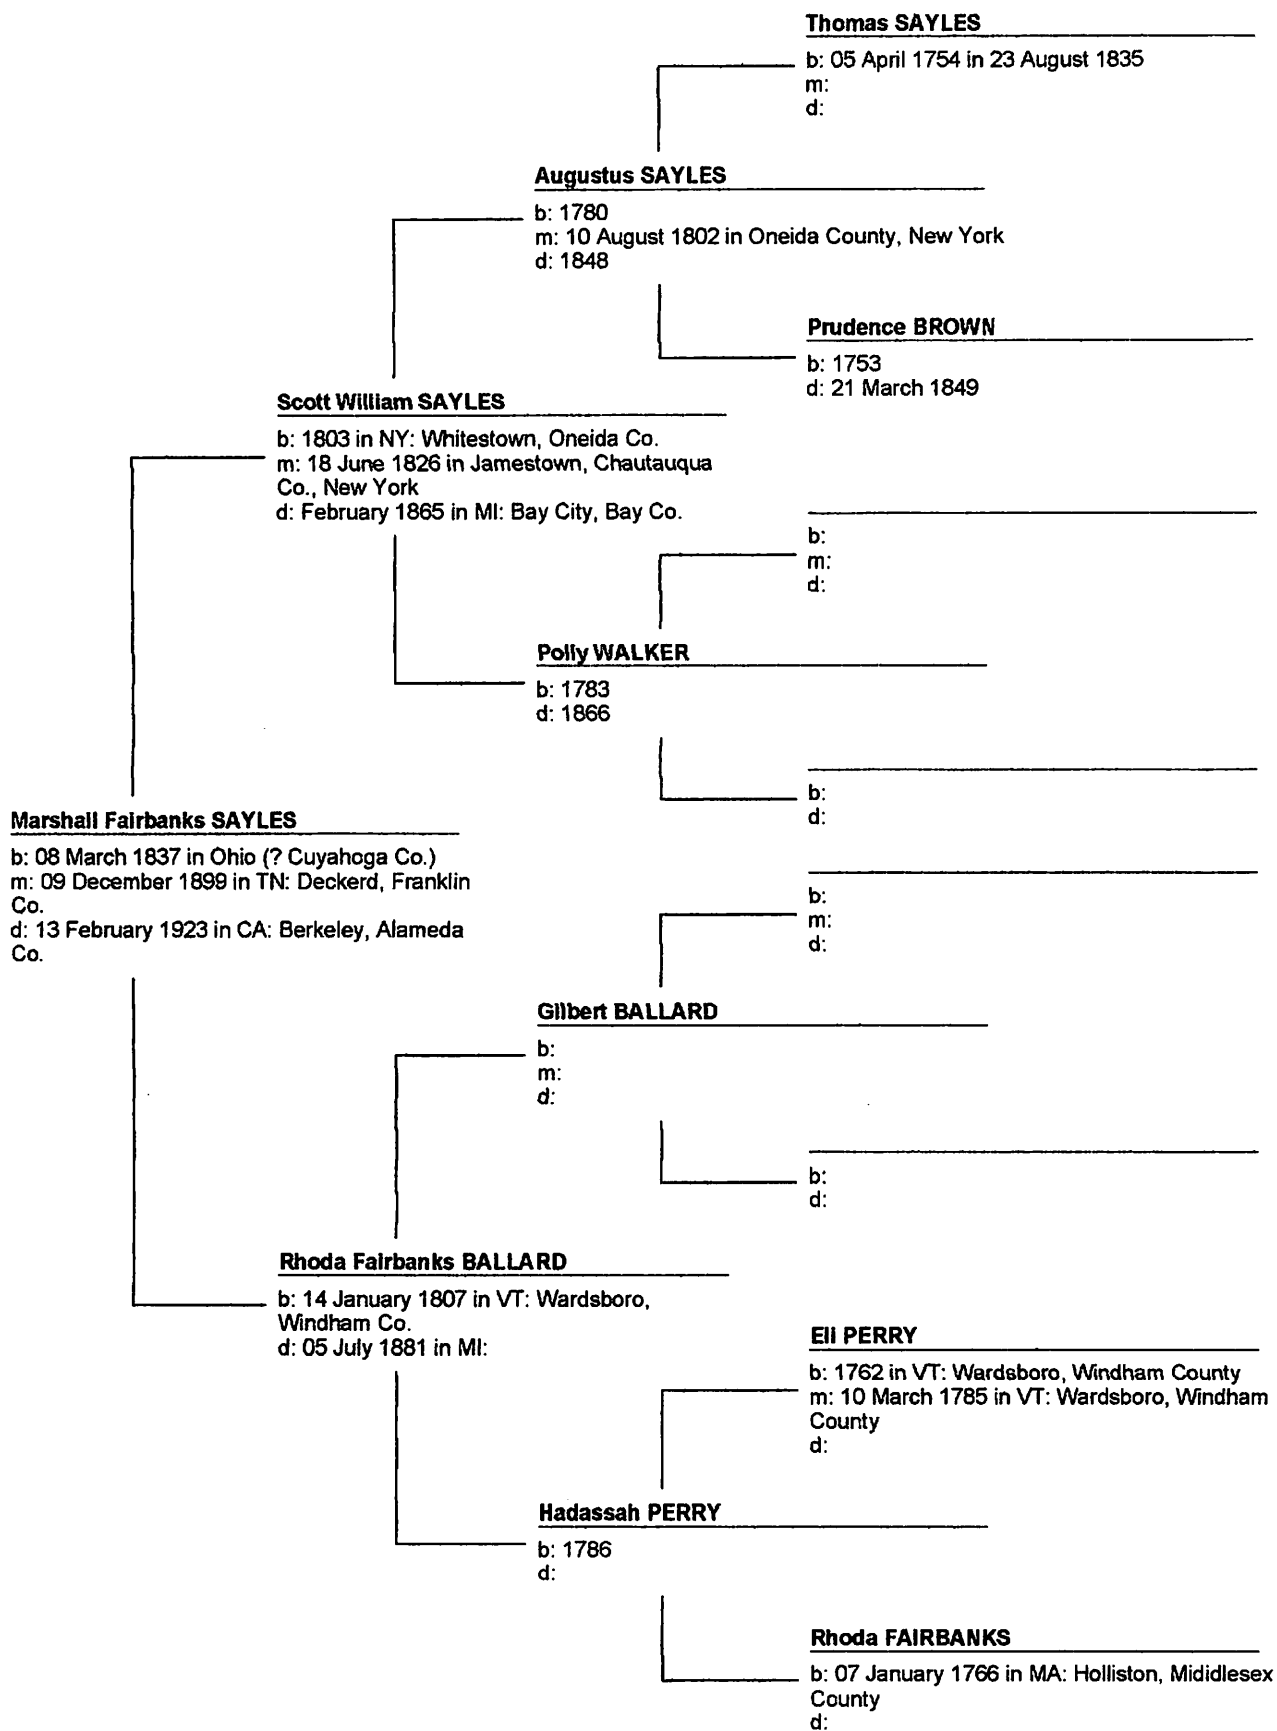 Thomas SAYLES
b: 05 April 1754 in 23 August 1835
m:
d:
Augustus SAYLES
b: 1780
m: 10 August 1802 in Oneida County, New York
d: 1848
Prudence BROWN
b: 1753
d: 21 March 1849
Scott William SAYLES
b: 1803 in NY: Whitestown, Oneida Co.
m: 18 June 1826 in Jamestown, Chautauqua
Co., New York
d: February 1865 in MI: Bay City, Bay Co.
b:
m:
d:
Polly WALKER
b: 1783
d: 1866
b:
d:
Marshall Fairbanks SAYLES
b: 08 March 1837 in Ohio (? Cuyahoga Co.)
m: 09 December 1899 in TN: Deckerd, Franklin
Co.
d: 13 February 1923 in CA: Berkeley, Alameda
Co.
b:
m:
d:
Gilbert BALLARD
b:
m:
d:
b:
d:
Rhoda Fairbanks BALLARD
b: 14 January 1807 in VT: Wardsboro,
Windham Co.
d: 05 July 1881 in MI:
Eli PERRY
b: 1762 in VT: Wardsboro, Windham County
m: 10 March 1785 in VT: Wardsboro, Windham
County
d:
Hadassah PERRY
b: 1786
d:
Rhoda FAIRBANKS
b: 07 January 1766 in MA: Holliston, Mididlesex
County
d: